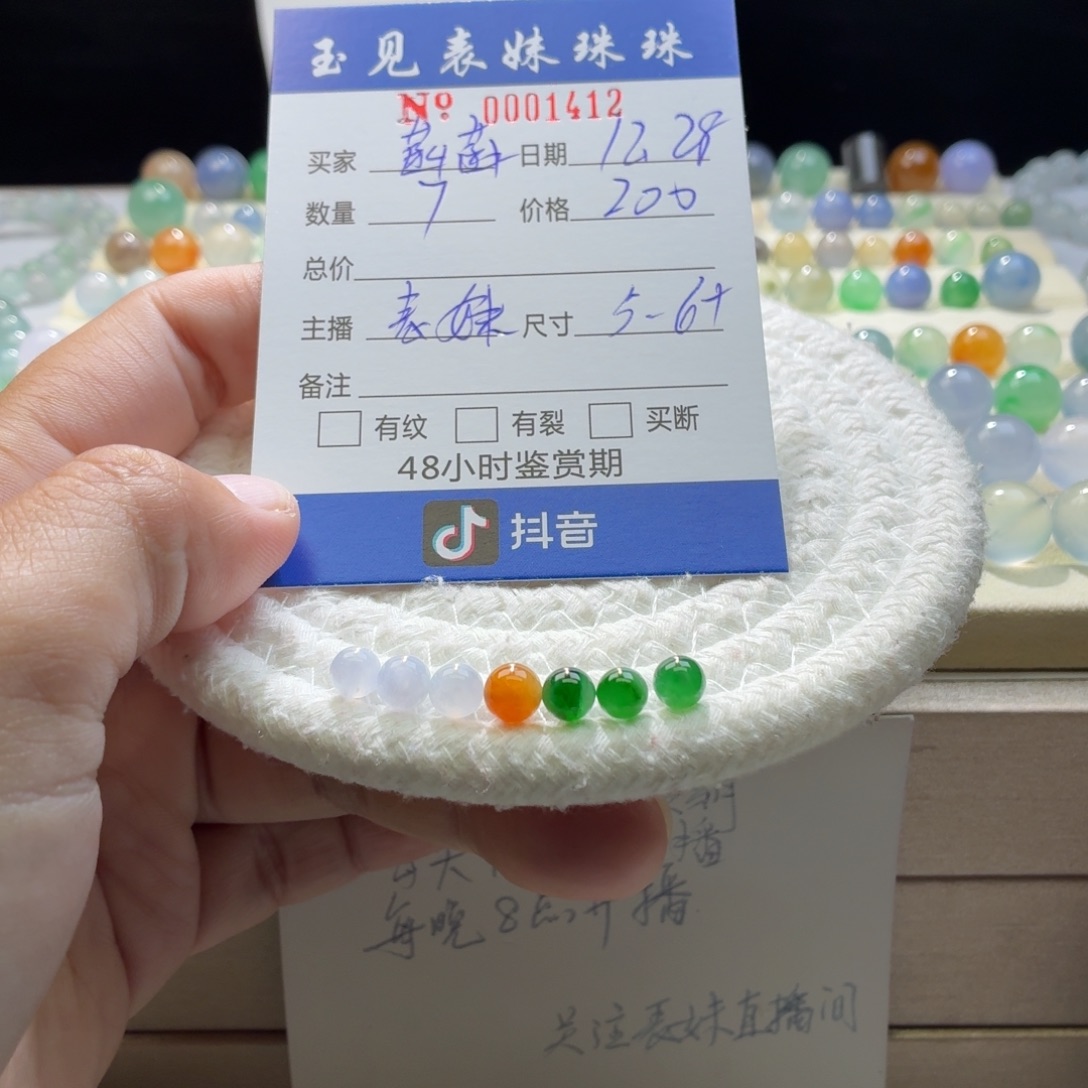 玉见表妹珠珠
Nº 0001412
买家 日期 12.28
数量 7 价格 200
总价
主播 表妹 尺寸 5-6+
备注
有纹 有裂 买断
48小时鉴赏期
抖音
播
每天
每晚8点开播
关注表妹直播间